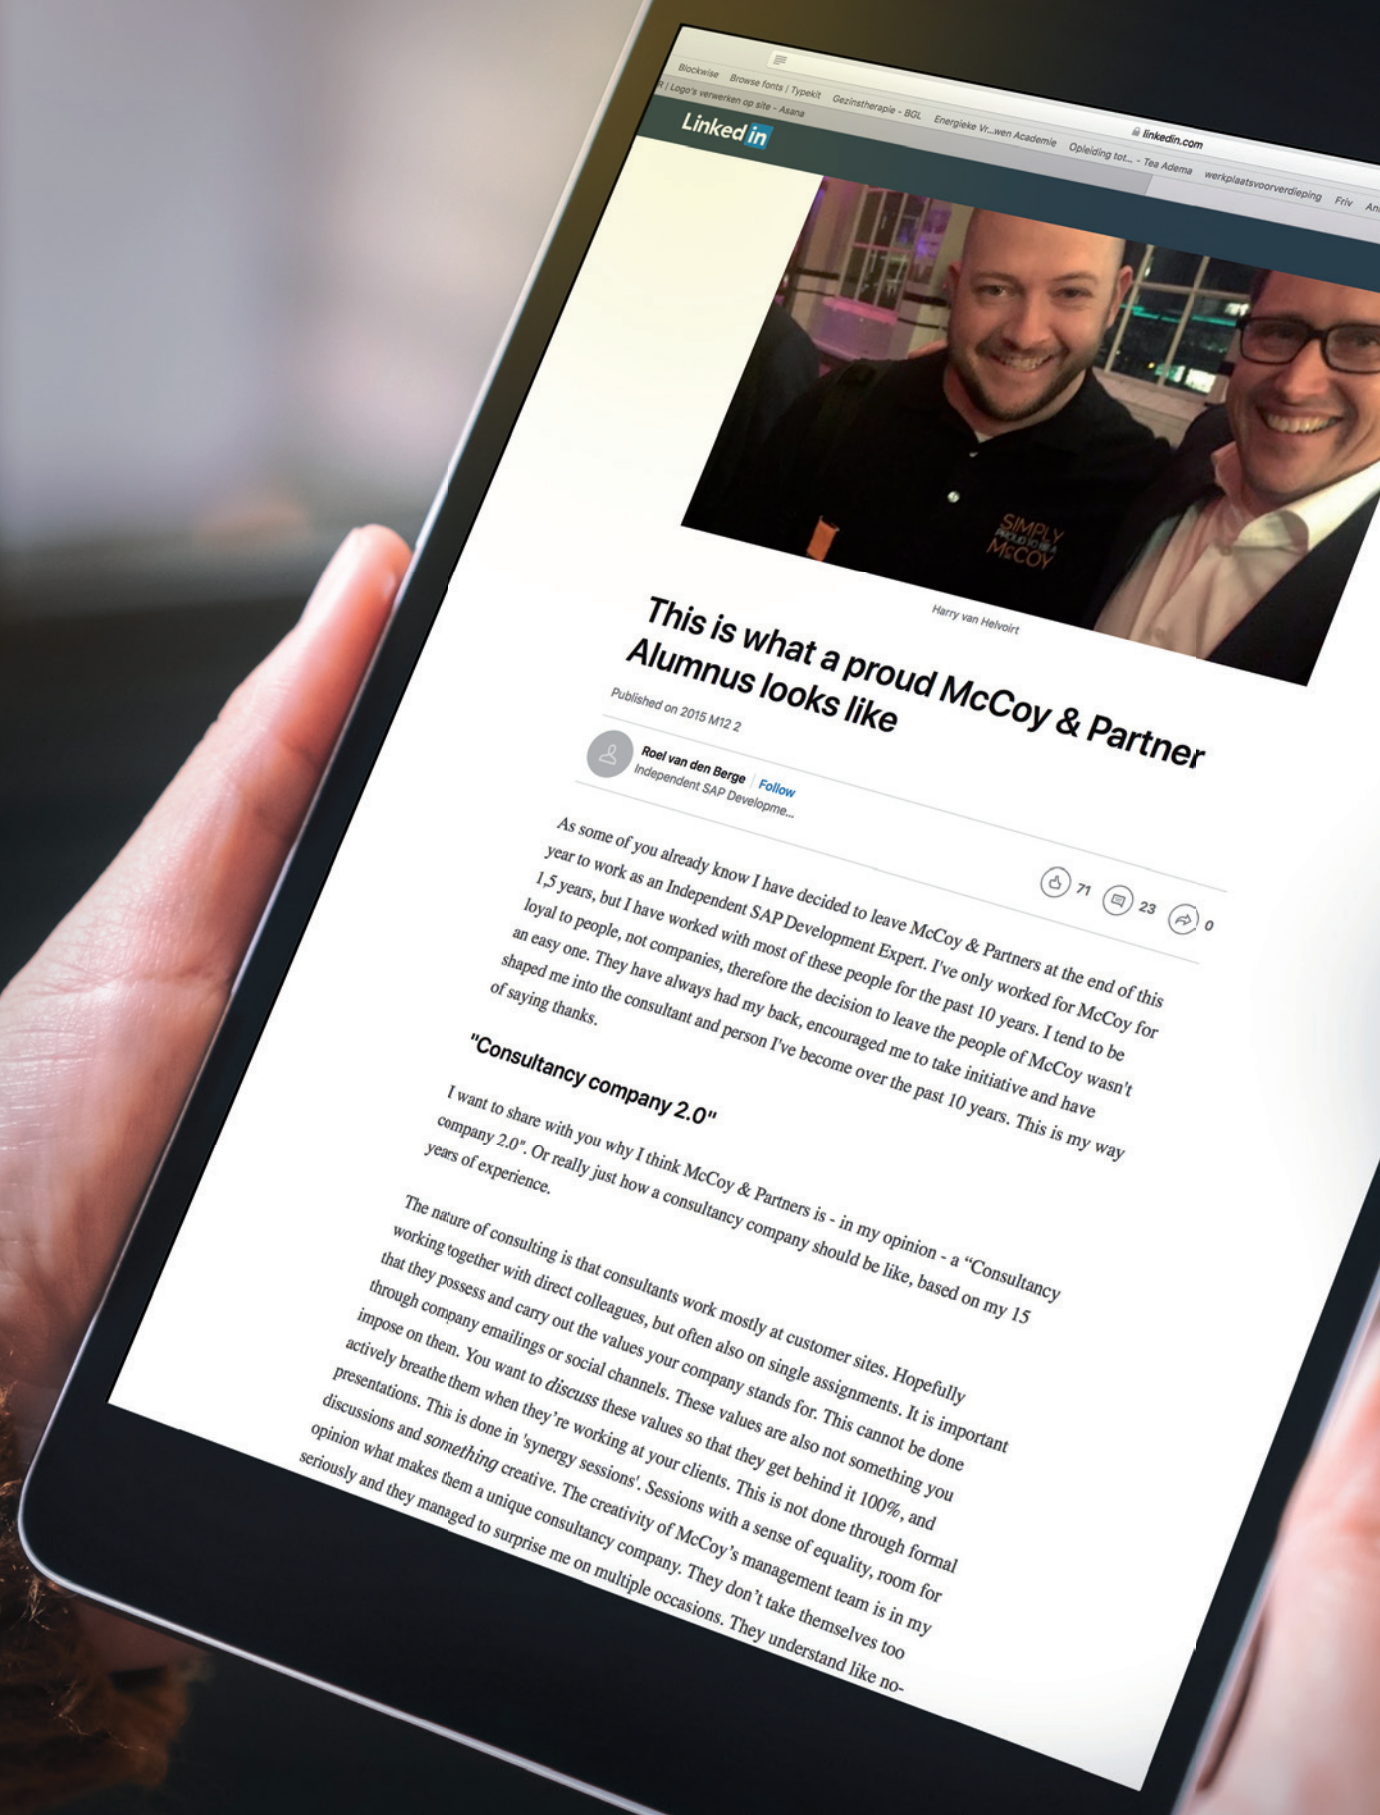 linkedin.com
Blockwise Browse fonts | Typekit Gezinstherapie - BGL Energieke Vr...wen Academie Opleiding tot... - Tea Adema werkplaatsvoorverdieping Friv
R | Logo's verwerken op site - Asana
Linked in
SIMPLY
PROUD TO BE A
McCOY
Harry van Helvoirt
This is what a proud McCoy & Partner
Alumnus looks like
Published on 2015 M12 2
Roel van den Berge Follow
Independent SAP Developme...
71 23 0
As some of you already know I have decided to leave McCoy & Partners at the end of this
year to work as an Independent SAP Development Expert. I've only worked for McCoy for
1,5 years, but I have worked with most of these people for the past 10 years. I tend to be
loyal to people, not companies, therefore the decision to leave the people of McCoy wasn't
an easy one. They have always had my back, encouraged me to take initiative and have
shaped me into the consultant and person I've become over the past 10 years. This is my way
of saying thanks.
"Consultancy company 2.0"
I want to share with you why I think McCoy & Partners is - in my opinion - a “Consultancy
company 2.0". Or really just how a consultancy company should be like, based on my 15
years of experience.
The nature of consulting is that consultants work mostly at customer sites. Hopefully
working together with direct colleagues, but often also on single assignments. It is important
that they possess and carry out the values your company stands for. This cannot be done
through company emailings or social channels. These values are also not something you
impose on them. You want to discuss these values so that they get behind it 100%, and
actively breathe them when they’re working at your clients. This is not done through formal
presentations. This is done in 'synergy sessions'. Sessions with a sense of equality, room for
discussions and something creative. The creativity of McCoy’s management team is in my
opinion what makes them a unique consultancy company. They don’t take themselves too
seriously and they managed to surprise me on multiple occasions. They understand like no-